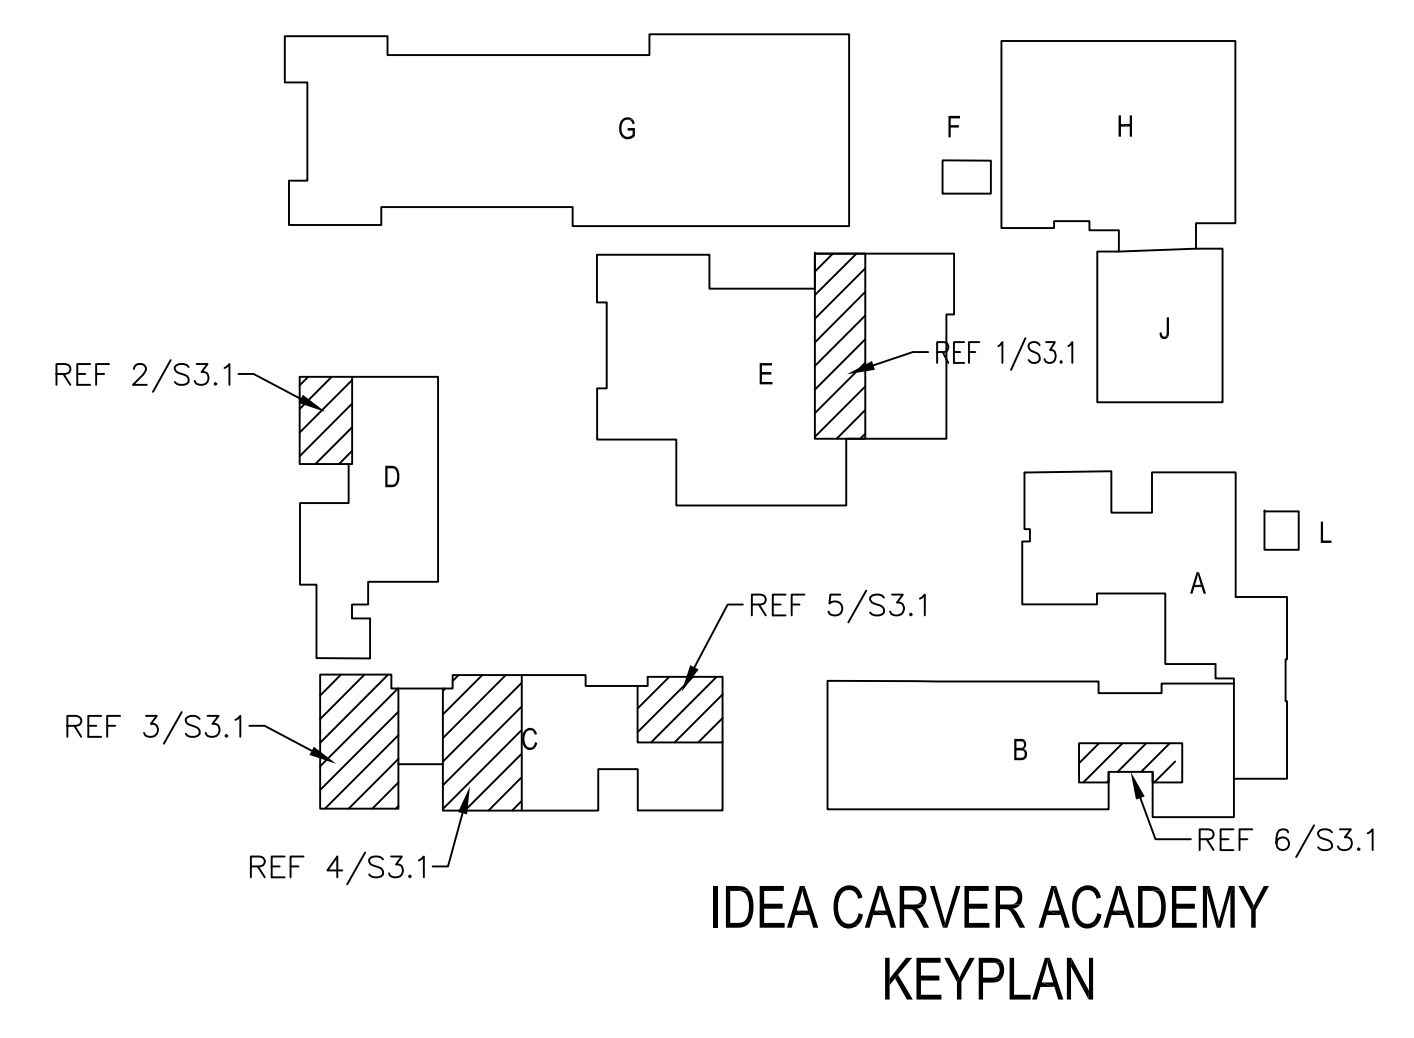 G
F
H
J
REF 1/S3.1
E
REF 2/S3.1
D
L
A
REF 5/S3.1
REF 3/S3.1
C
B
REF 6/S3.1
REF 4/S3.1
IDEA CARVER ACADEMY
KEYPLAN